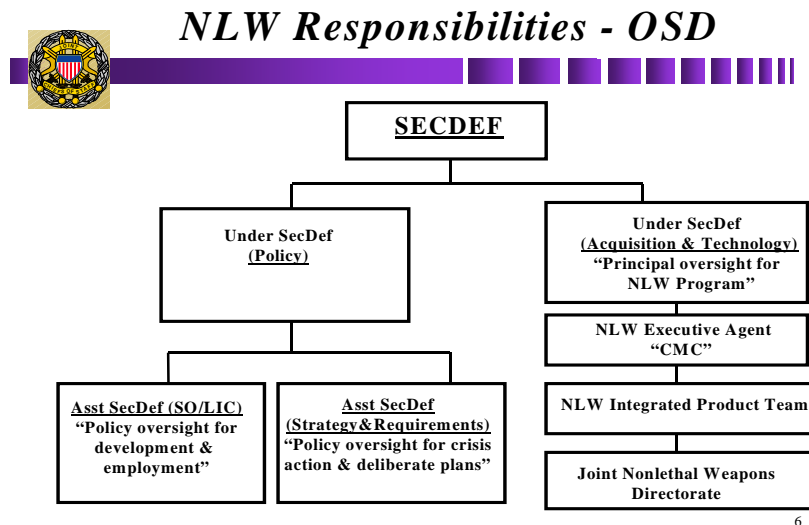 NLW Responsibilities - OSD
JOINT
SECDEF
Under SecDef
(Policy)
Under SecDef
(Acquisition & Technology)
“Principal oversight for
NLW Program”
NLW Executive Agent
“CMC”
Asst SecDef (SO/LIC)
“Policy oversight for
development &
employment”
Asst SecDef
(Strategy&Requirements)
“Policy oversight for crisis
action & deliberate plans”
NLW Integrated Product Team
Joint Nonlethal Weapons
Directorate
6